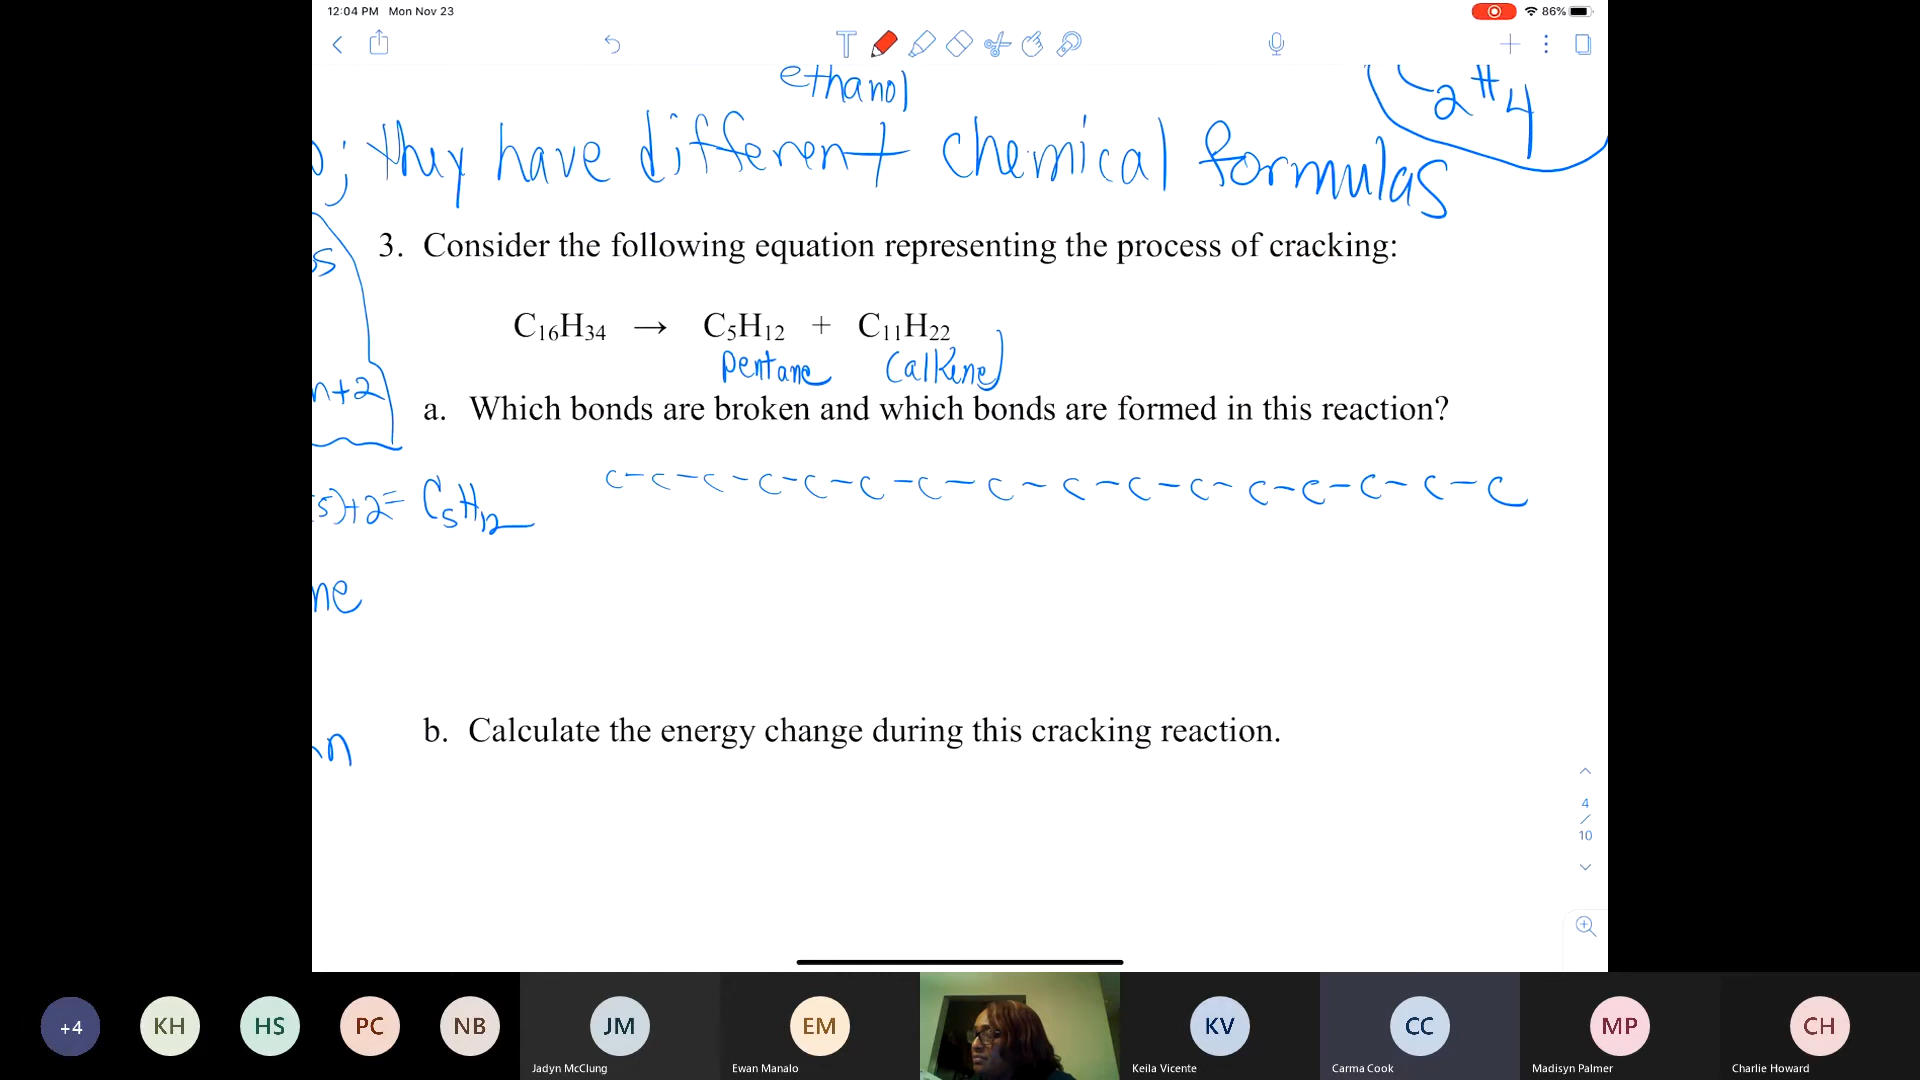 12:04 PM Mon Nov 23
86%
T
ethanol
C2H4
; they have different chemical formulas
3. Consider the following equation representing the process of cracking:
C16H34 → C5H12 + C11H22
pentane (alkene)
n+2
a. Which bonds are broken and which bonds are formed in this reaction?
C-C-C-C-C-C-C-C-C-C-C-C-C-C-C-C
(5)+2= C5H12
ne
n
b. Calculate the energy change during this cracking reaction.
4
/
10
+4
KH
HS
PC
NB
JM
EM
KV
CC
MP
CH
Jadyn McClung
Ewan Manalo
Keila Vicente
Carma Cook
Madisyn Palmer
Charlie Howard